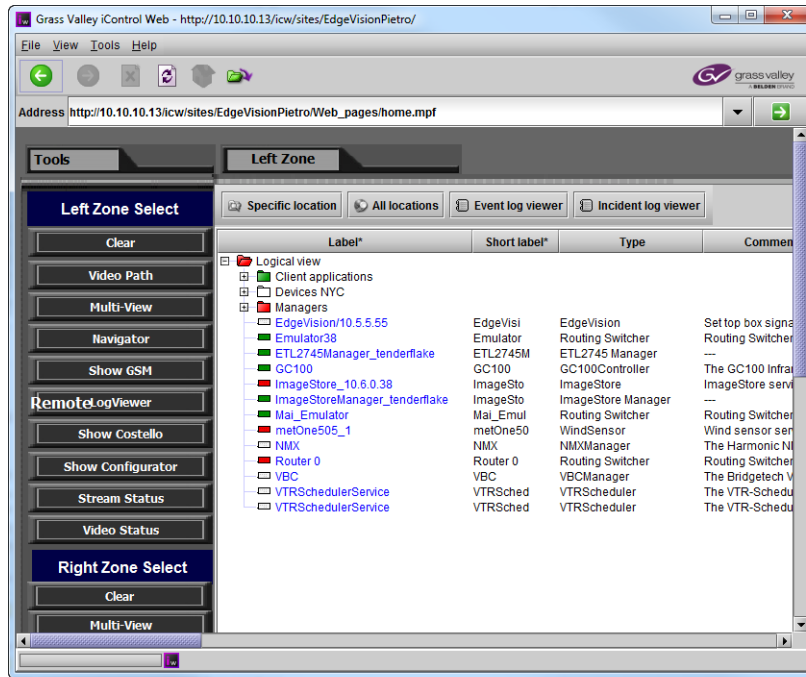 Grass Valley iControl Web - http://10.10.10.13/icw/sites/EdgeVisionPietro/
File View Tools Help
grass valley
A BELDEN BRAND
Address http://10.10.10.13/icw/sites/EdgeVisionPietro/Web_pages/home.mpf
Tools
Left Zone
Left Zone Select
Clear
Video Path
Multi-View
Navigator
Show GSM
Remote LogViewer
Show Costello
Show Configurator
Stream Status
Video Status
Right Zone Select
Clear
Multi-View
Specific location All locations Event log viewer Incident log viewer
Label* Short label* Type Commen
Logical view
Client applications
Devices NYC
Managers
EdgeVision/10.5.5.55 EdgeVisi EdgeVision Set top box signa
Emulator38 Emulator Routing Switcher Routing Switcher
ETL2745Manager_tenderflake ETL2745M ETL2745 Manager ---
GC100 GC100 GC100Controller The GC100 Infrar
ImageStore_10.6.0.38 ImageSto ImageStore ImageStore servi
ImageStoreManager_tenderflake ImageSto ImageStore Manager ---
Mai_Emulator Mai_Emul Routing Switcher Routing Switcher
metOne505_1 metOne50 WindSensor Wind sensor ser
NMX NMX NMXManager The Harmonic N
Router 0 Router 0 Routing Switcher Routing Switcher
VBC VBC VBCManager The Bridgetech V
VTRSchedulerService VTRSched VTRScheduler The VTR-Schedu
VTRSchedulerService VTRSched VTRScheduler The VTR-Schedu